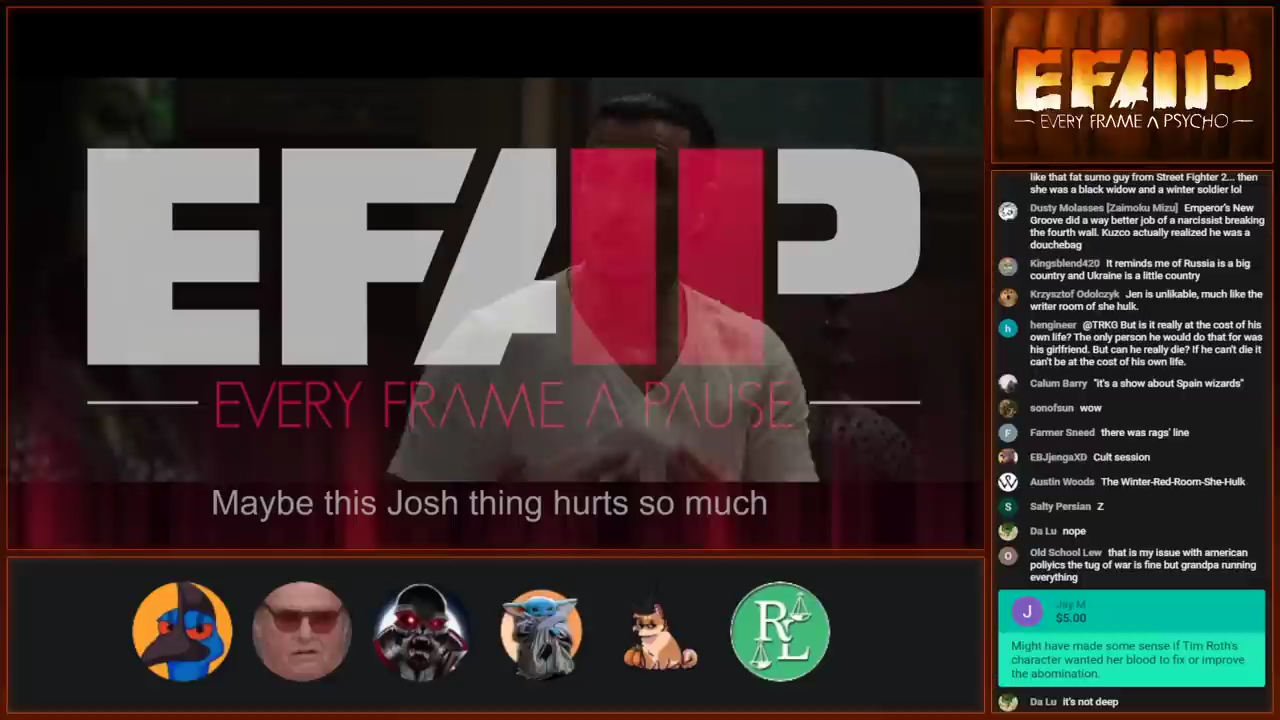 EFAP
EVERY FRAME A PAUSE
Maybe this Josh thing hurts so much
RL
EFAP
EVERY FRAME A PSYCHO
like that fat sumo guy from Street Fighter 2... then
she was a black widow and a winter soldier lol
Dusty Molasses [Zaimoku Mizu] Emperor's New
Groove did a way better job of a narcissist breaking
the fourth wall. Kuzco actually realized he was a
douchebag
Kingsblend420 It reminds me of Russia is a big
country and Ukraine is a little country
Krzysztof Odolczyk Jen is unlikable, much like the
writer room of she hulk.
h
hengineer @TRKG But is it really at the cost of his
own life? The only person he would do that for was
his girlfriend. But can he really die? If he can't die it
can't be at the cost of his own life.
Calum Barry "it's a show about Spain wizards"
sonofsun wow
F Farmer Sneed there was rags' line
EBJjengaXD Cult session
Austin Woods The Winter-Red-Room-She-Hulk
S Salty Persian Z
Da Lu nope
O Old School Lew that is my issue with american
poliyics the tug of war is fine but grandpa running
everything
J Jay M
$5.00
Might have made some sense if Tim Roth's
character wanted her blood to fix or improve
the abomination.
Da Lu it's not deep